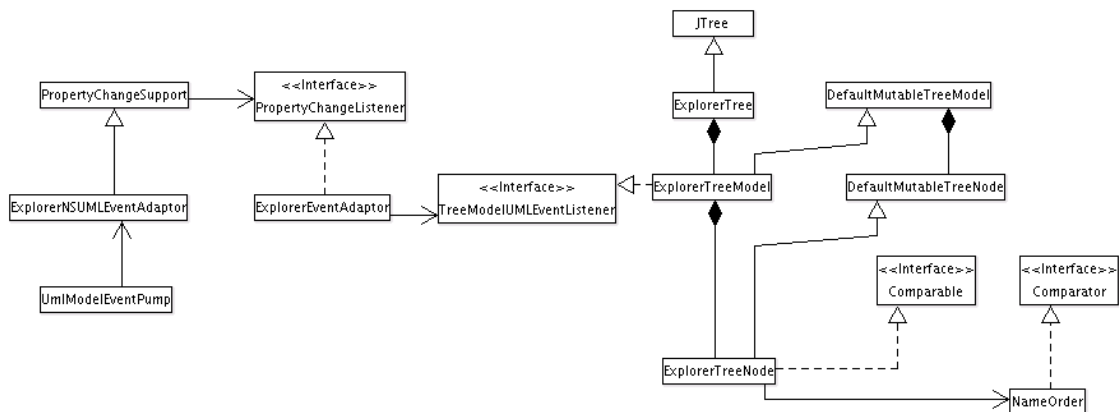 JTree
PropertyChangeSupport
<<Interface>>
PropertyChangeListener
ExplorerTree
DefaultMutableTreeModel
ExplorerNSUMLEventAdaptor
ExplorerEventAdaptor
<<Interface>>
TreeModelUMLEventListener
ExplorerTreeModel
DefaultMutableTreeNode
UmlModelEventPump
<<Interface>>
Comparable
<<Interface>>
Comparator
ExplorerTreeNode
NameOrder